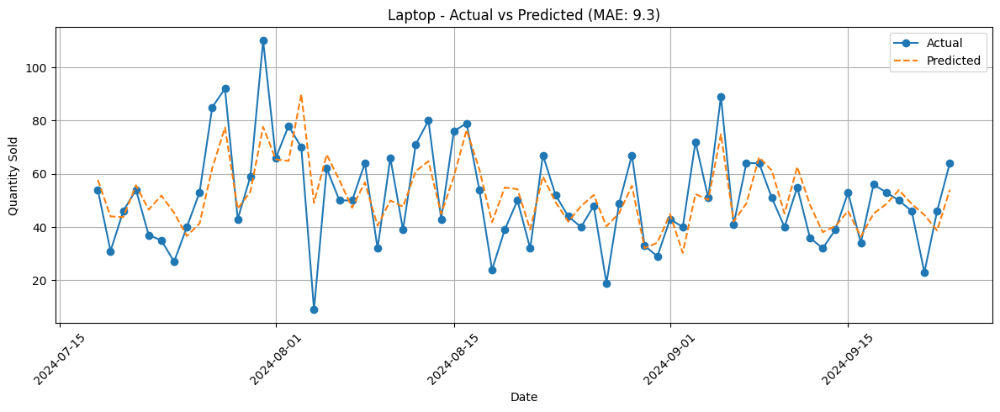 Laptop - Actual vs Predicted (MAE: 9.3)
Actual
Predicted
Quantity Sold
100
80
60
40
20
2024-07-15
2024-08-01
2024-08-15
2024-09-01
2024-09-15
Date